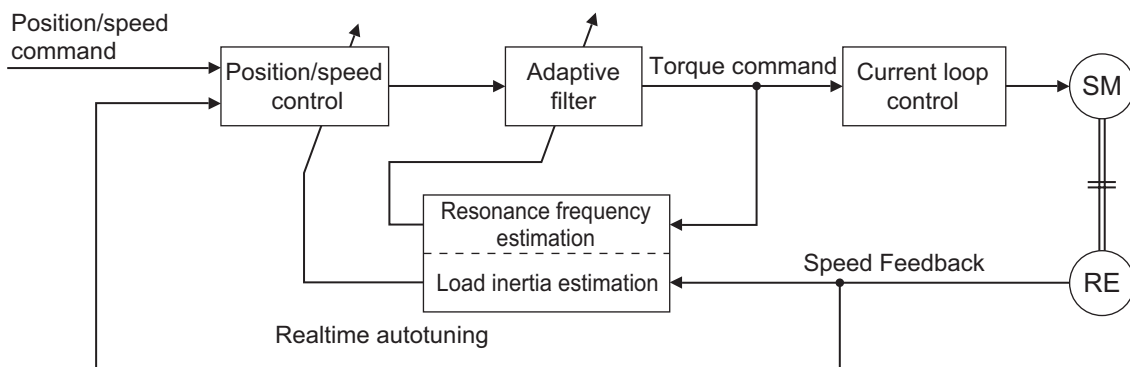 Position/speed
command
Position/speed
control
Adaptive
filter
Torque command
Current loop
control
SM
Resonance frequency
estimation
Load inertia estimation
Speed Feedback
RE
Realtime autotuning